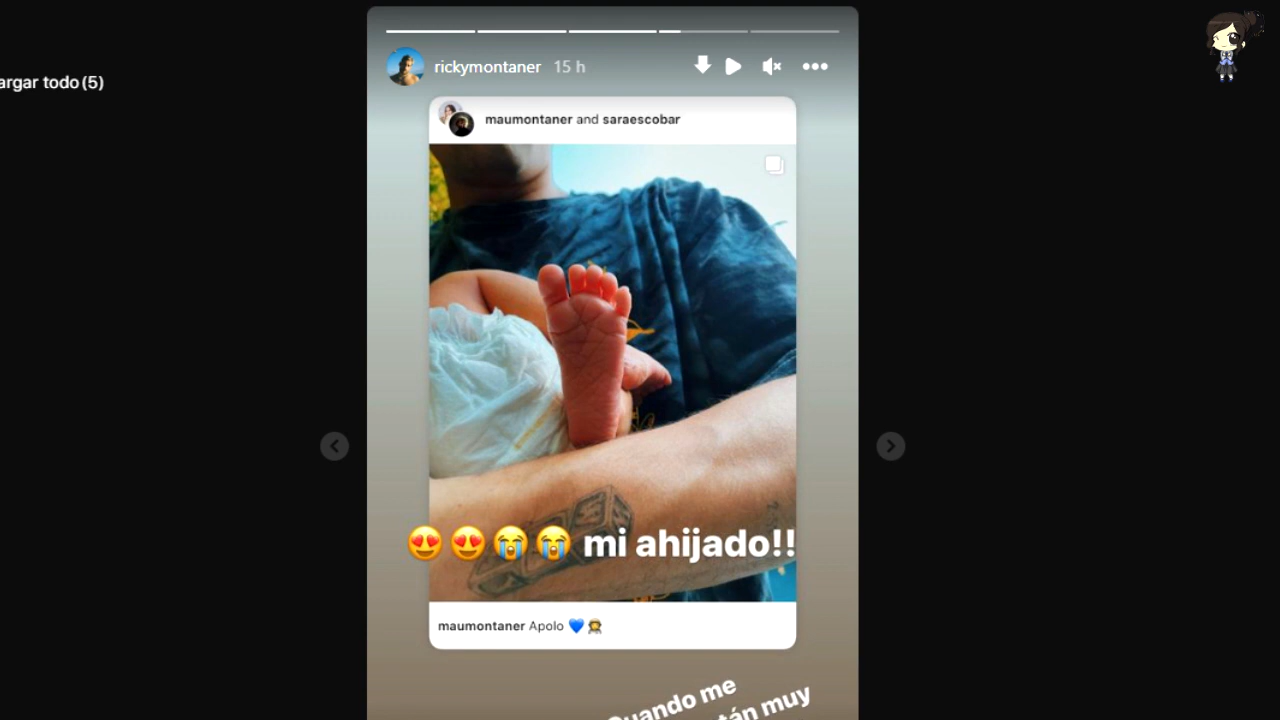 rickymontaner 15 h
argar todo (5)
maumontaner and saraescobar
😍😍😭😭 mi ahijado!!
maumontaner Apolo 💙👩‍🚀
Cuando me
tán muy